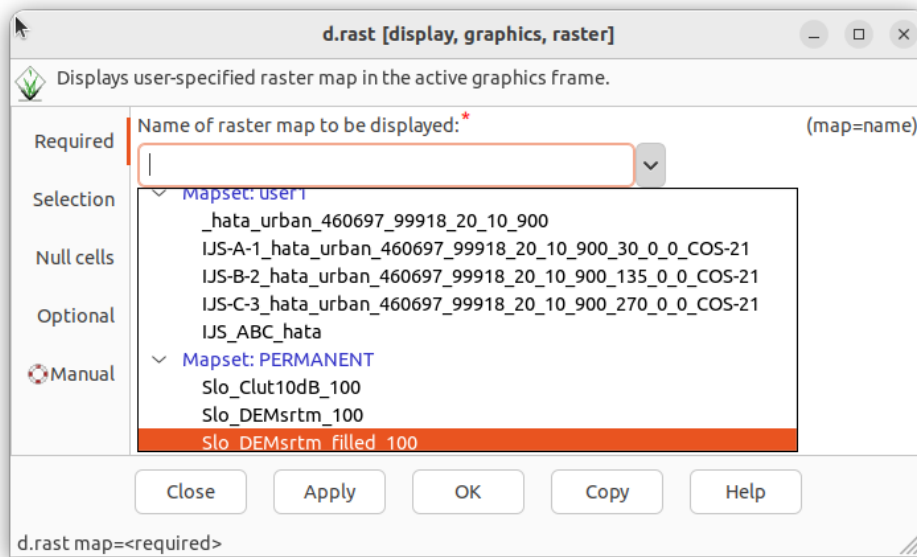 d.rast [display, graphics, raster]
Displays user-specified raster map in the active graphics frame.
Required
Name of raster map to be displayed:*
(map=name)
Selection
Mapset: user1
_hata_urban_460697_99918_20_10_900
IJS-A-1_hata_urban_460697_99918_20_10_900_30_0_0_COS-21
Null cells
IJS-B-2_hata_urban_460697_99918_20_10_900_135_0_0_COS-21
IJS-C-3_hata_urban_460697_99918_20_10_900_270_0_0_COS-21
Optional
IJS_ABC_hata
Mapset: PERMANENT
Manual
Slo_Clut10dB_100
Slo_DEMsrtm_100
Slo_DEMsrtm_filled_100
Close Apply OK Copy Help
d.rast map=<required>